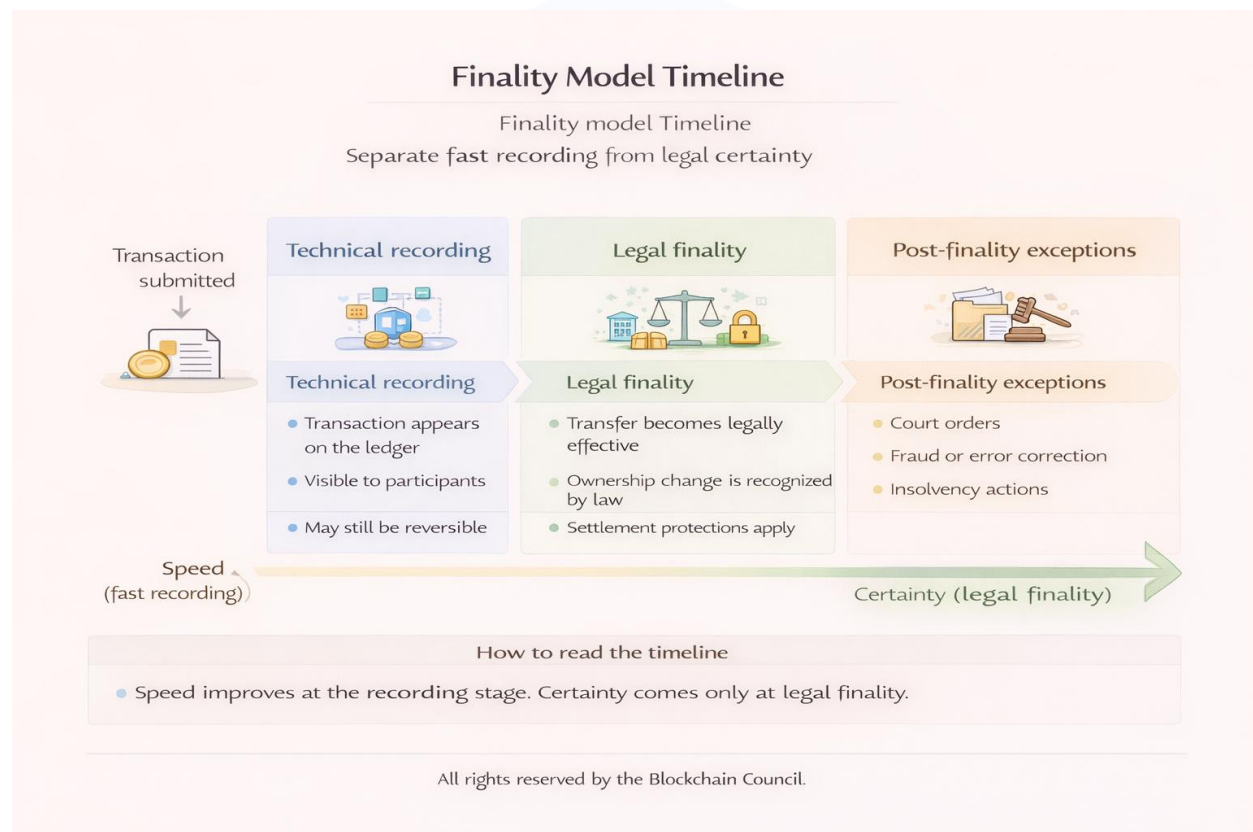 Finality Model Timeline
Finality model Timeline
Separate fast recording from legal certainty
Transaction
submitted
Technical recording
Technical recording
Transaction appears
on the ledger
Visible to participants
May still be reversible
Legal finality
Legal finality
Transfer becomes legally
effective
Ownership change is recognized
by law
Settlement protections apply
Post-finality exceptions
Post-finality exceptions
Court orders
Fraud or error correction
Insolvency actions
Speed
(fast recording)
Certainty (legal finality)
How to read the timeline
Speed improves at the recording stage. Certainty comes only at legal finality.
All rights reserved by the Blockchain Council.